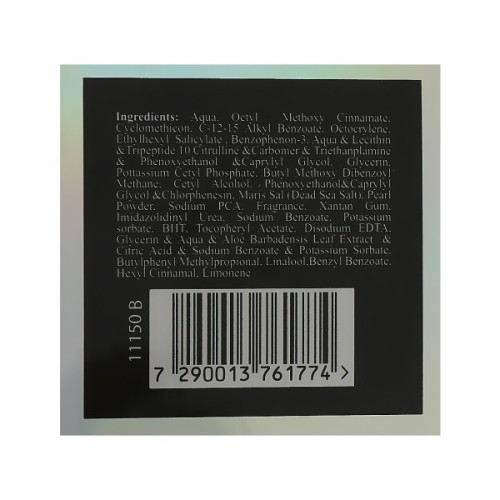 Ingredients: Aqua, Octyl Methoxy Cinnamate,
Cyclomethicon, C-12-15 Alkyl Benzoate, Octocrylene,
Ethylhexyl Salicylate, Benzophenon-3, Aqua & Lecithin
&Tripeptide 10 Citrulline &Carbomer & Triethanplamine
& Phenoxyethanol &Caprylyl Glycol, Glycerin,
Pottassium Cetyl Phosphate, Butyl Methoxy Dibenzoyl
Methane, Cetyl Alcohol, Phenoxyethanol&Caprylyl
Glycol &Chlorphenesin, Maris Sal (Dead Sea Salt), Pearl
Powder, Sodium PCA, Fragrance, Xantan Gum,
Imidazolidinyl Urea, Sodium Benzoate, Potassium
sorbate, BHT, Tocopheryl Acetate, Disodium EDTA,
Glycerin & Aqua & Aloe Barbadensis Leaf Extract &
Citric Acid & Sodium Benzoate & Potassium Sorbate,
Butylphenyl Methylpropional, Linalool,Benzyl Benzoate,
Hexyl Cinnamal, Limonene
11150 B
7 290013 761774 >